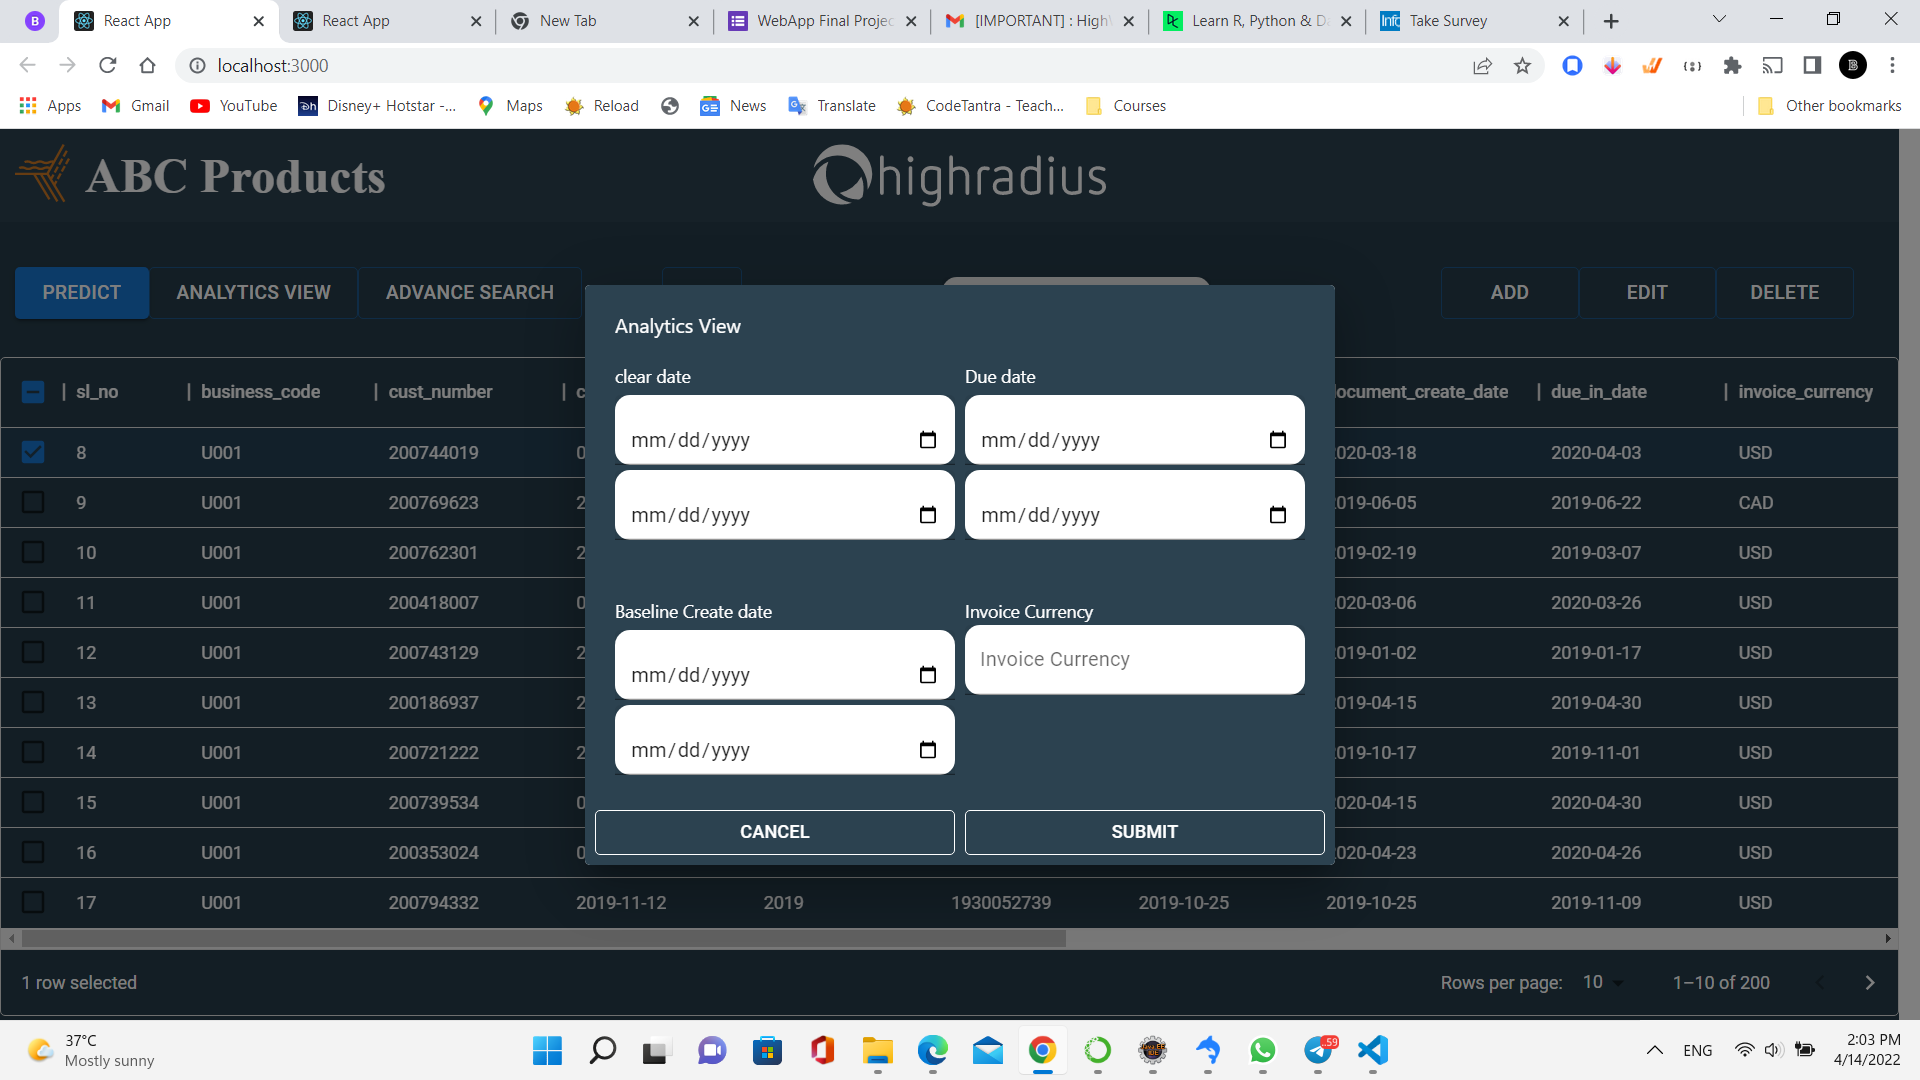 React App
React App
New Tab
WebApp Final Projec
[IMPORTANT] : High
Learn R, Python & D
Take Survey
localhost:3000
Apps
Gmail
YouTube
Disney+ Hotstar -...
Maps
Reload
News
Translate
CodeTantra - Teach...
Courses
Other bookmarks
ABC Products
highradius
PREDICT
ANALYTICS VIEW
ADVANCE SEARCH
ADD
EDIT
DELETE
Analytics View
clear date
Due date
mm/dd/yyyy
mm/dd/yyyy
mm/dd/yyyy
mm/dd/yyyy
Baseline Create date
Invoice Currency
mm/dd/yyyy
Invoice Currency
mm/dd/yyyy
CANCEL
SUBMIT
sl_no business_code cust_number c ocument_create_date due_in_date invoice_currency
8 U001 200744019 0 020-03-18 2020-04-03 USD
9 U001 200769623 2 019-06-05 2019-06-22 CAD
10 U001 200762301 2 019-02-19 2019-03-07 USD
11 U001 200418007 0 020-03-06 2020-03-26 USD
12 U001 200743129 2 019-01-02 2019-01-17 USD
13 U001 200186937 2 019-04-15 2019-04-30 USD
14 U001 200721222 2 019-10-17 2019-11-01 USD
15 U001 200739534 0 020-04-15 2020-04-30 USD
16 U001 200353024 0 020-04-23 2020-04-26 USD
17 U001 200794332 2019-11-12 2019 1930052739 2019-10-25 2019-10-25 2019-11-09 USD
1 row selected
Rows per page: 10
1–10 of 200
37°C
Mostly sunny
59
ENG
2:03 PM
4/14/2022